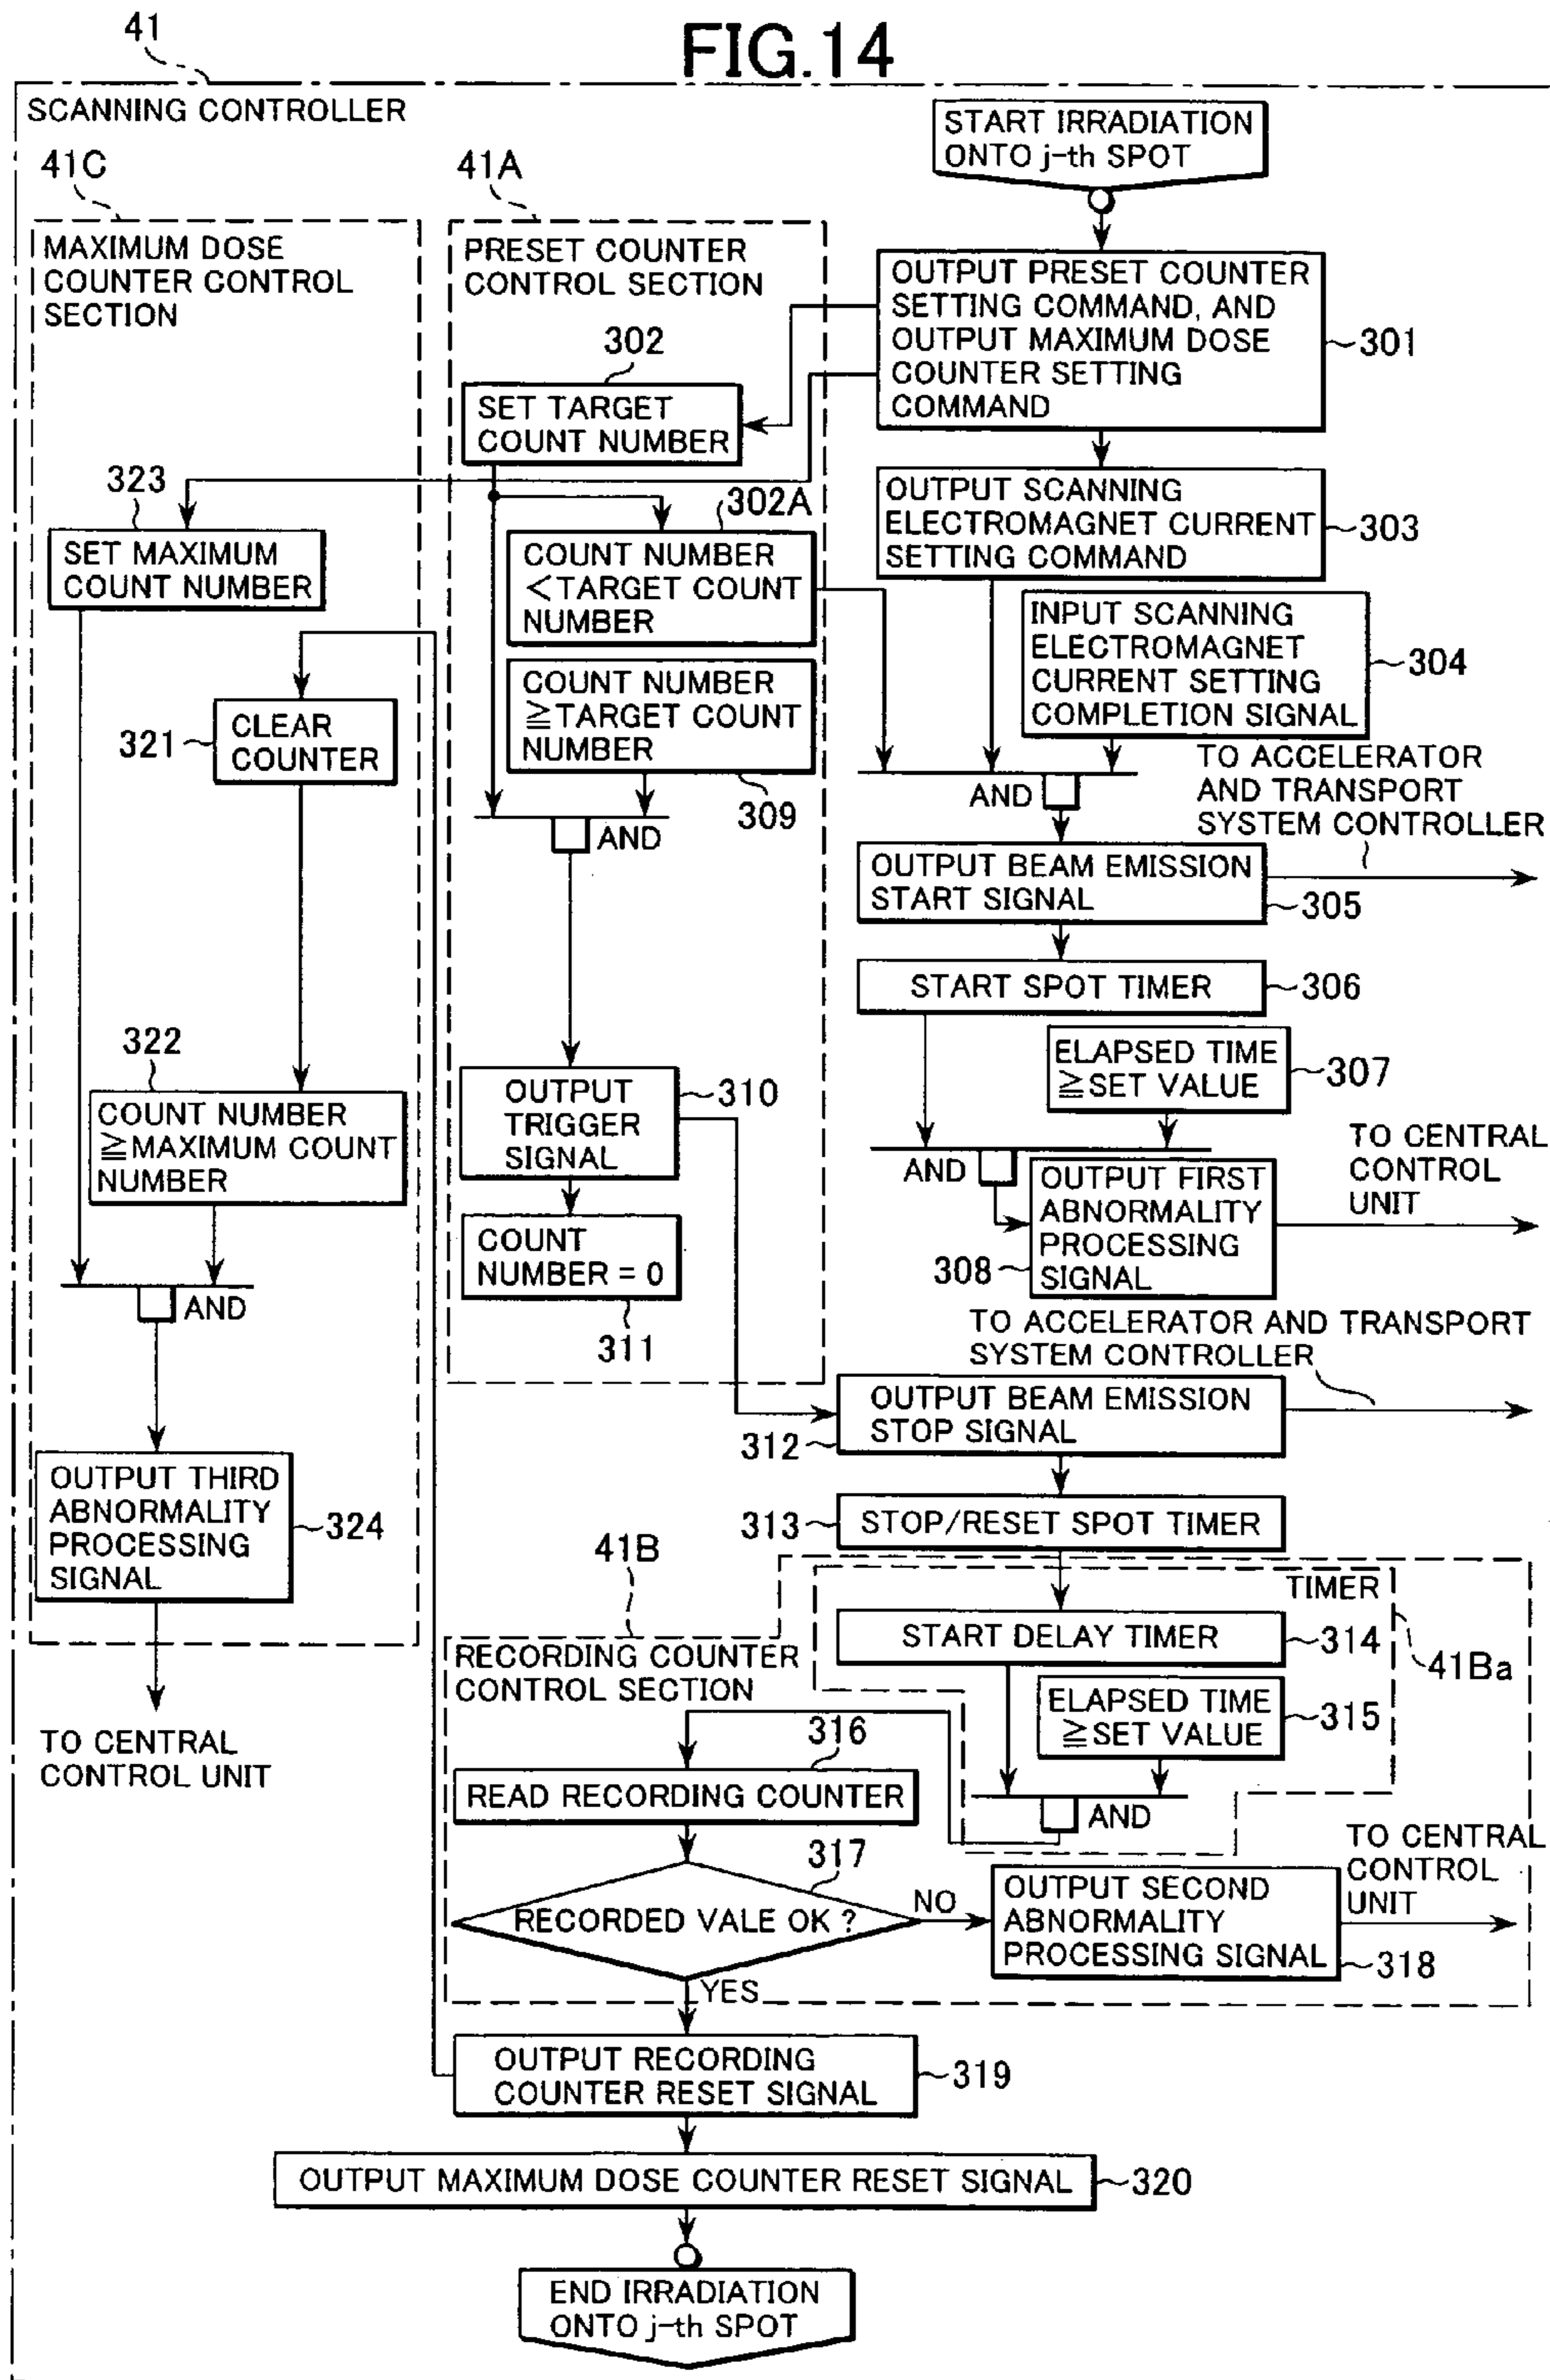 FIG.14
41
SCANNING CONTROLLER
START IRRADIATION
ONTO j-th SPOT
41C
41A
MAXIMUM DOSE
COUNTER CONTROL
SECTION
PRESET COUNTER
CONTROL SECTION
OUTPUT PRESET COUNTER
SETTING COMMAND, AND
OUTPUT MAXIMUM DOSE
COUNTER SETTING
COMMAND
301
302
SET TARGET
COUNT NUMBER
323
SET MAXIMUM
COUNT NUMBER
302A
COUNT NUMBER
<TARGET COUNT
NUMBER
OUTPUT SCANNING
ELECTROMAGNET CURRENT
SETTING COMMAND
303
INPUT SCANNING
ELECTROMAGNET
CURRENT SETTING
COMPLETION SIGNAL
304
COUNT NUMBER
≧TARGET COUNT
NUMBER
309
321
CLEAR
COUNTER
AND
AND
TO ACCELERATOR
AND TRANSPORT
SYSTEM CONTROLLER
OUTPUT BEAM EMISSION
START SIGNAL
305
START SPOT TIMER
306
ELAPSED TIME
≧SET VALUE
307
322
COUNT NUMBER
≧MAXIMUM COUNT
NUMBER
OUTPUT
TRIGGER
SIGNAL
310
AND
TO CENTRAL
CONTROL
UNIT
OUTPUT FIRST
ABNORMALITY
PROCESSING
SIGNAL
308
COUNT
NUMBER = 0
311
AND
TO ACCELERATOR AND TRANSPORT
SYSTEM CONTROLLER
OUTPUT BEAM EMISSION
STOP SIGNAL
312
OUTPUT THIRD
ABNORMALITY
PROCESSING
SIGNAL
324
313
STOP/RESET SPOT TIMER
41B
TIMER
START DELAY TIMER
314
41Ba
RECORDING COUNTER
CONTROL SECTION
ELAPSED TIME
≧SET VALUE
315
TO CENTRAL
CONTROL UNIT
316
READ RECORDING COUNTER
AND
317
RECORDED VALE OK ?
NO
YES
TO CENTRAL
CONTROL
UNIT
OUTPUT SECOND
ABNORMALITY
PROCESSING SIGNAL
318
OUTPUT RECORDING
COUNTER RESET SIGNAL
319
OUTPUT MAXIMUM DOSE COUNTER RESET SIGNAL
320
END IRRADIATION
ONTO j-th SPOT